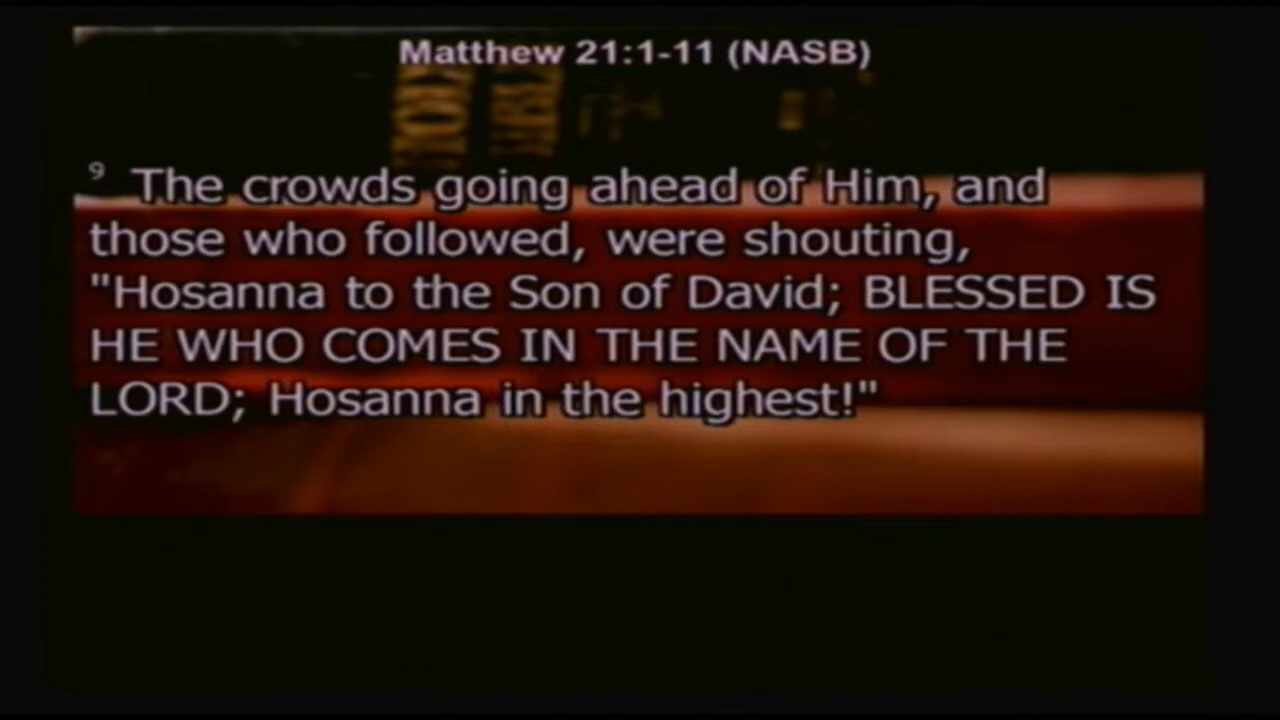 Matthew 21:1-11 (NASB)
9 The crowds going ahead of Him, and
those who followed, were shouting,
"Hosanna to the Son of David; BLESSED IS
HE WHO COMES IN THE NAME OF THE
LORD; Hosanna in the highest!"